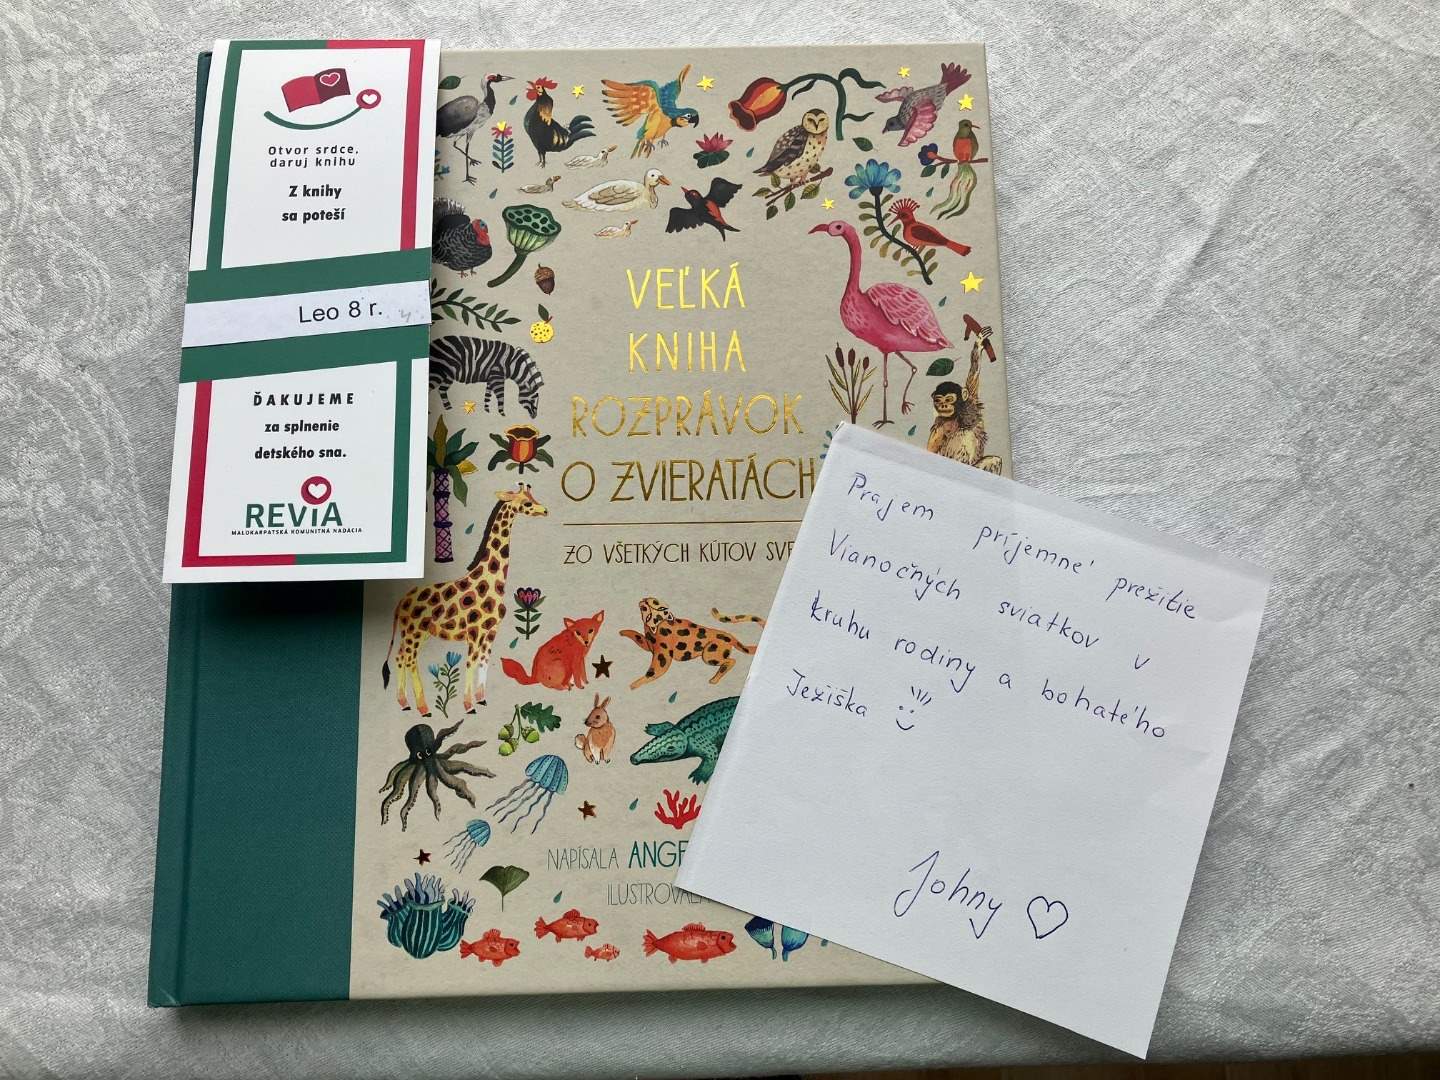 Otvor srdce,
daruj knihu
Z knihy
sa poteší
Leo 8 r.
ĎAKUJEME
za splnenie
detského sna.
REVIA
MALOKARPATSKÁ KOMUNITNÁ NADÁCIA
VEĽKÁ
KNIHA
ROZPRÁVOK
O ZVIERATÁCH
ZO VŠETKÝCH KÚTOV
NAPÍSALA
ILUSTROVALA
Prajem príjemné prežitie
Vianočných sviatkov v
kruhu rodiny a bohatého
Ježiška
Johny